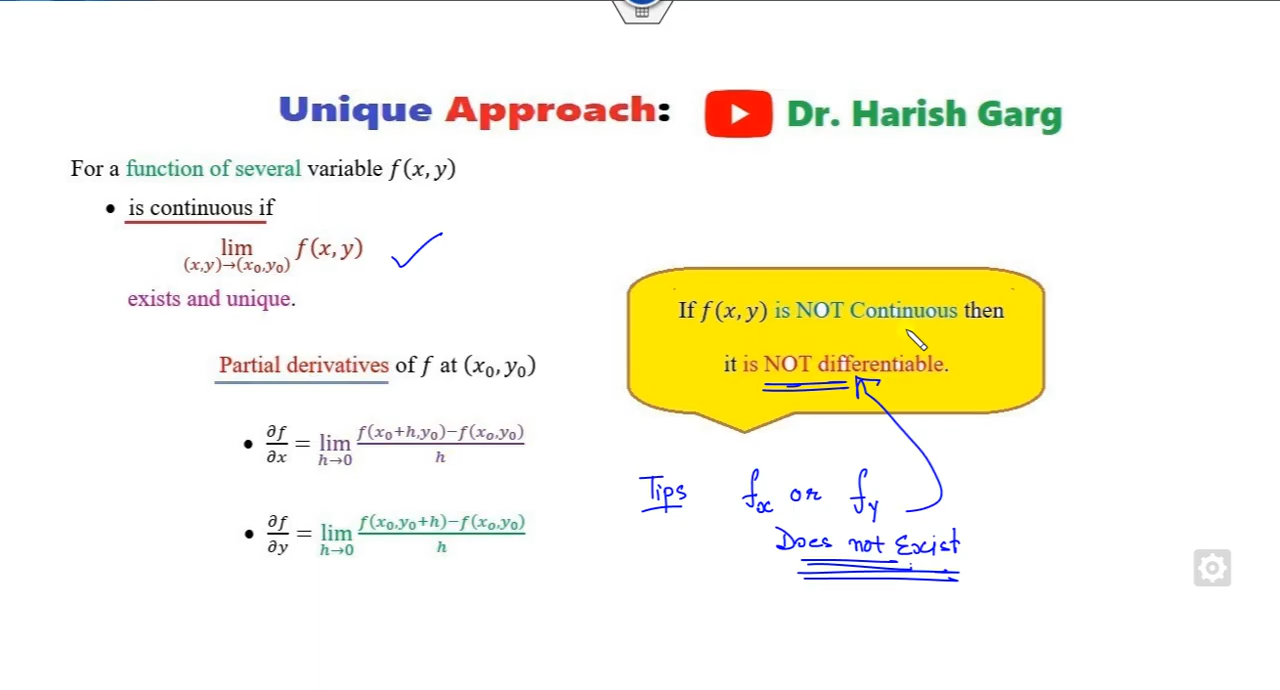 Unique Approach: Dr. Harish Garg
For a function of several variable f(x, y)
• is continuous if
lim f(x, y)
(x,y)→(x₀,y₀)
exists and unique.
If f(x, y) is NOT Continuous then
it is NOT differentiable.
Partial derivatives of f at (x₀, y₀)
• ∂f/∂x = lim h→0 (f(x₀+h,y₀)−f(x₀,y₀))/h
Tips fx or fy
Does not Exist
• ∂f/∂y = lim h→0 (f(x₀,y₀+h)−f(x₀,y₀))/h